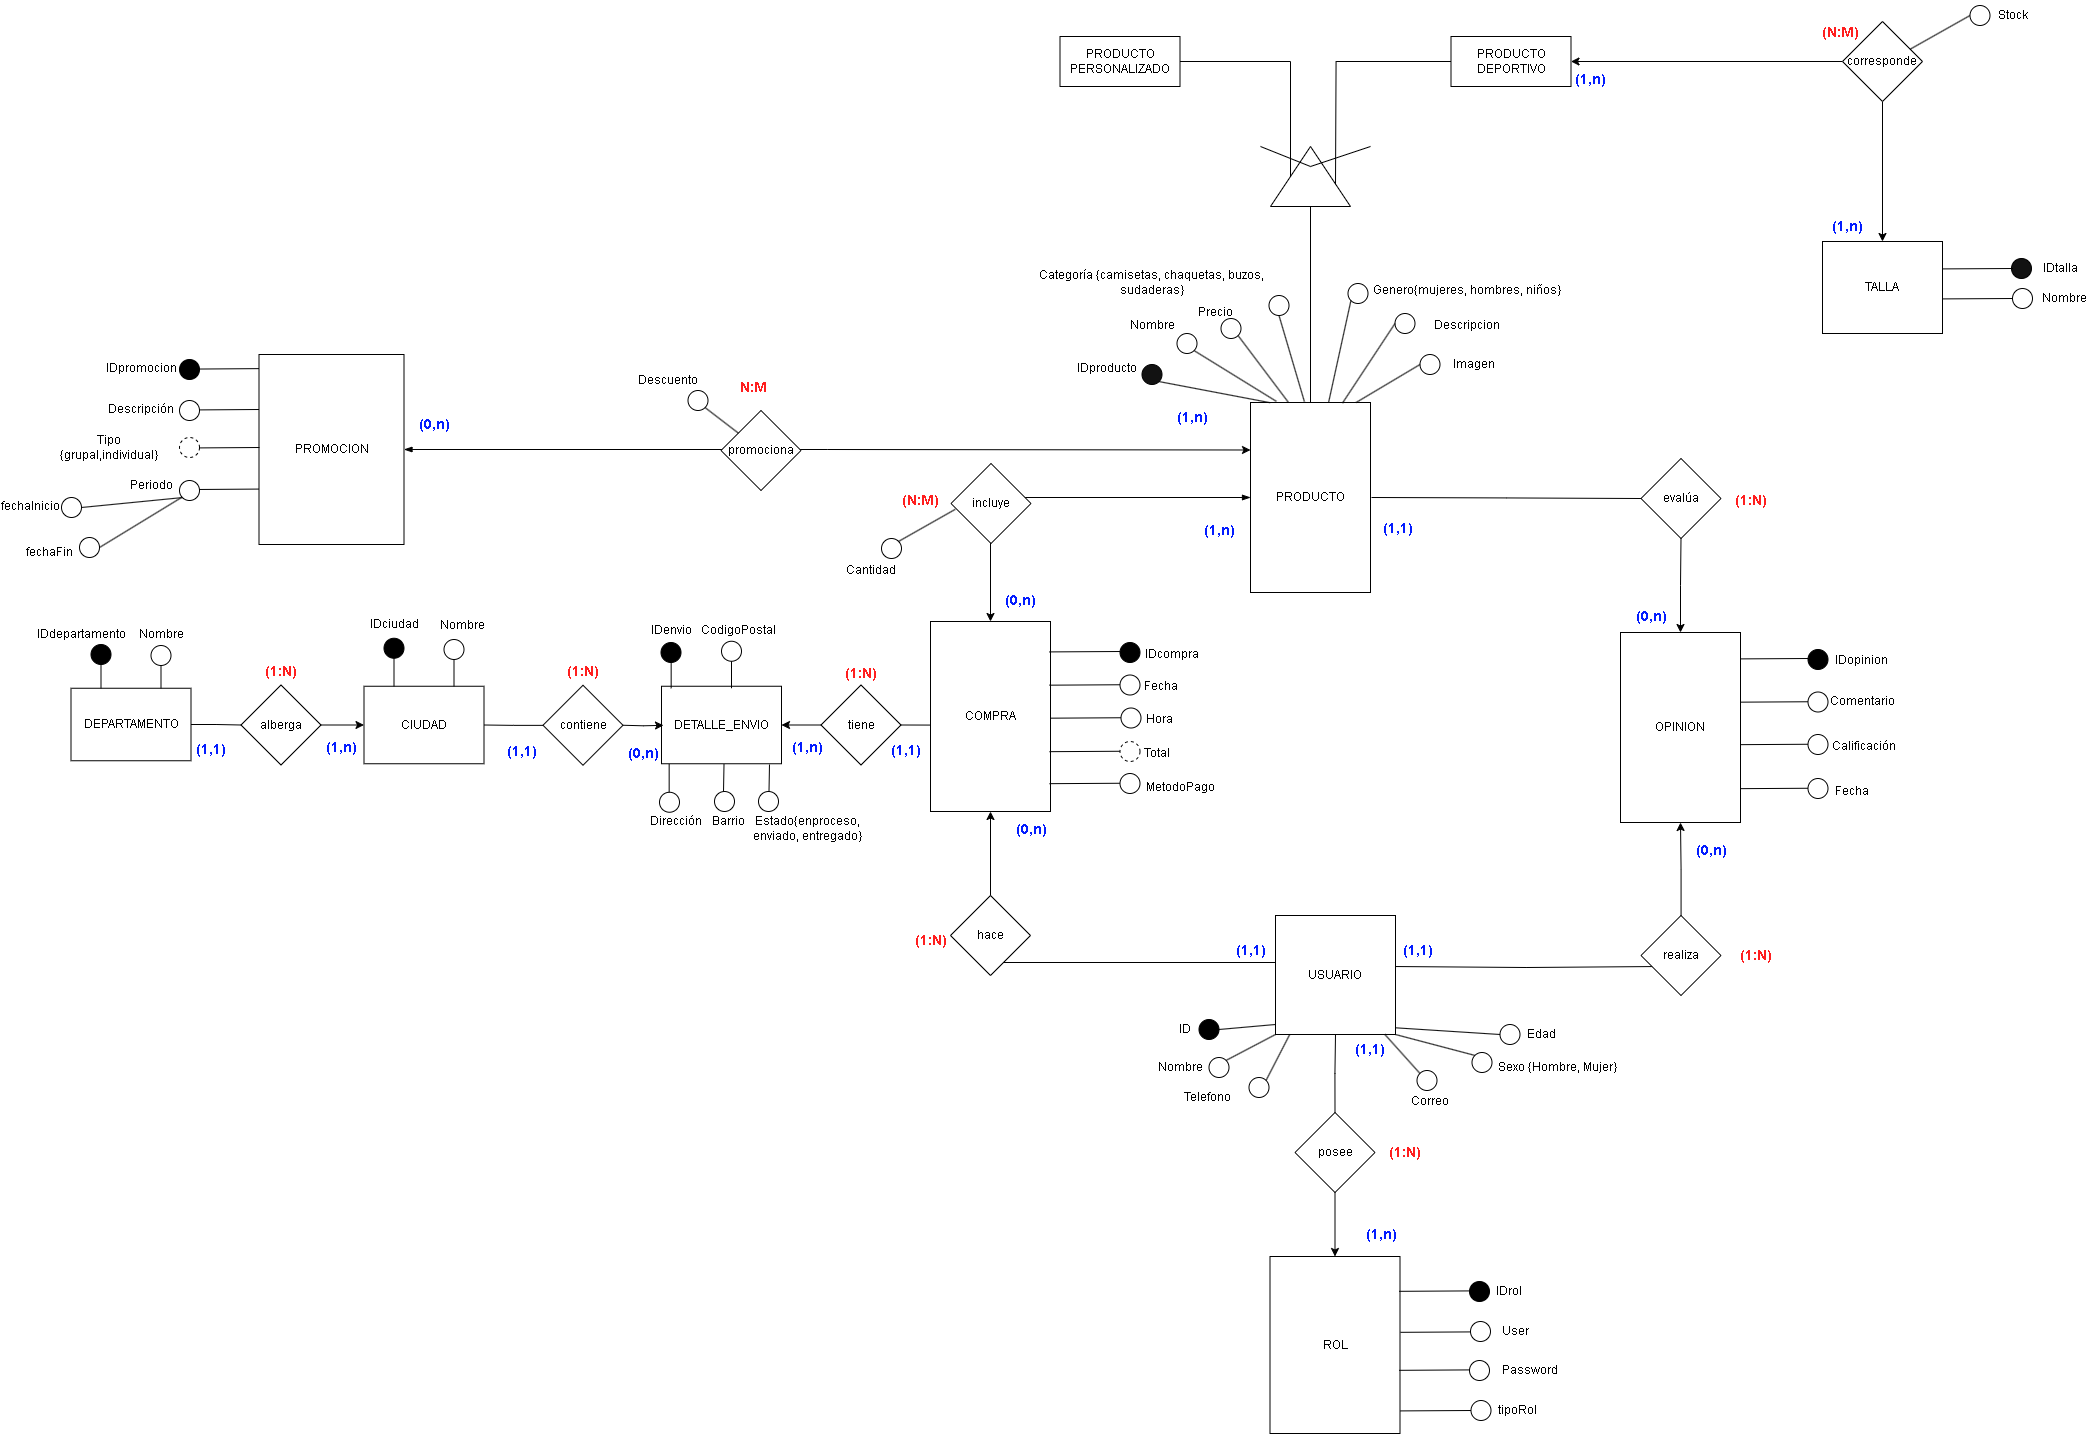 Stock
(N:M)
PRODUCTO
PERSONALIZADO
PRODUCTO
DEPORTIVO
corresponde
(1,n)
(1,n)
IDtalla
TALLA
Nombre
Categoría {camisetas, chaquetas, buzos,
sudaderas}
Genero{mujeres, hombres, niños}
Precio
Nombre
Descripcion
IDproducto
Imagen
IDpromocion
Descripción
Tipo
{grupal,individual}
Periodo
fechaInicio
fechaFin
PROMOCION
(0,n)
Descuento
N:M
promociona
(1,n)
(N:M)
incluye
Cantidad
(1,n)
PRODUCTO
(1,1)
evalúa
(1:N)
(0,n)
(0,n)
IDdepartamento
Nombre
(1:N)
DEPARTAMENTO
(1,1)
alberga
(1,n)
IDciudad
Nombre
CIUDAD
(1,1)
(1:N)
contiene
(0,n)
IDenvio
CodigoPostal
DETALLE_ENVIO
Dirección
Barrio
Estado{enproceso,
enviado, entregado}
(1:N)
tiene
(1,n)
(1,1)
COMPRA
IDcompra
Fecha
Hora
Total
MetodoPago
(0,n)
OPINION
IDopinion
Comentario
Calificación
Fecha
(0,n)
hace
(1:N)
(1,1)
USUARIO
(1,1)
realiza
(1:N)
ID
Nombre
Telefono
(1,1)
Correo
Sexo {Hombre, Mujer}
Edad
posee
(1:N)
(1,n)
ROL
IDrol
User
Password
tipoRol